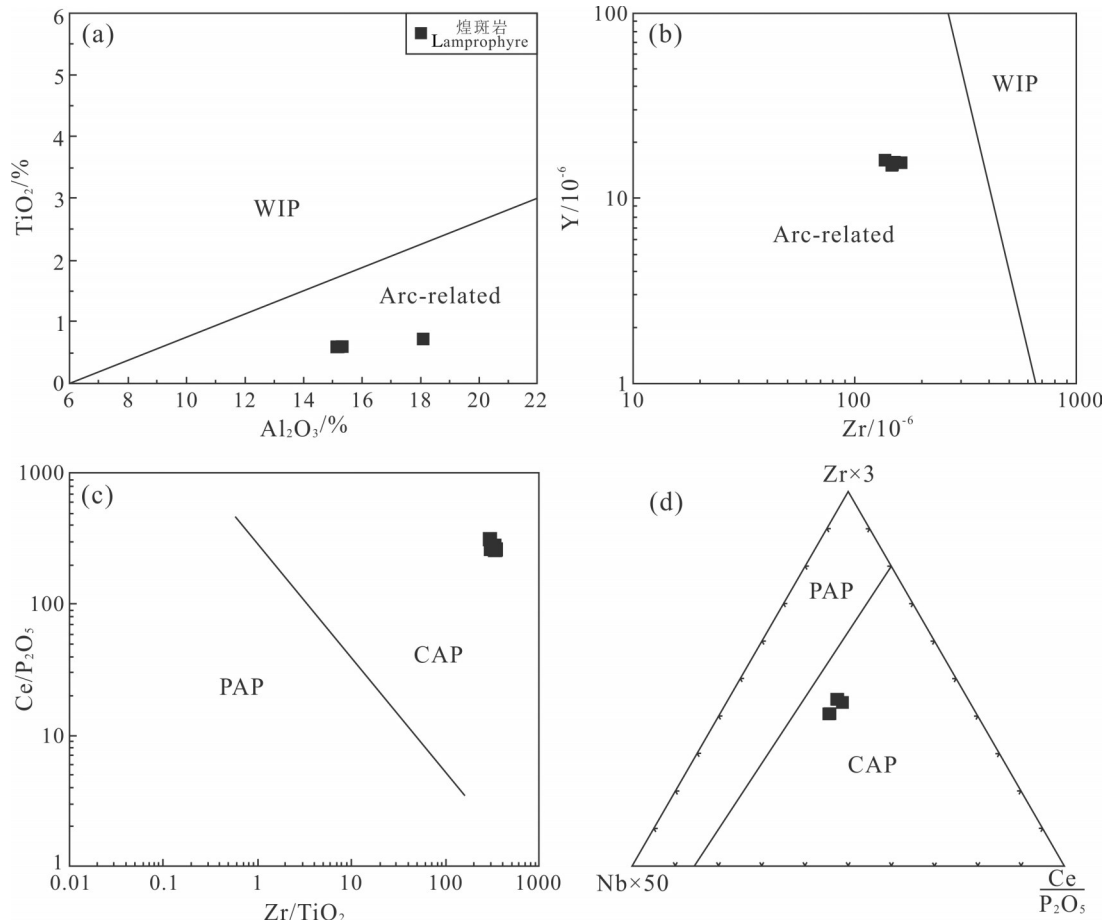 (a)
煌斑岩
Lamprophyre
WIP
Arc-related
TiO₂/%
6
5
4
3
2
1
0
6 8 10 12 14 16 18 20 22
Al₂O₃/%
(b)
WIP
Arc-related
Y/10⁻⁶
100
10
1
10 100 1000
Zr/10⁻⁶
(c)
PAP
CAP
Ce/P₂O₅
1000
100
10
1
0.01 0.1 1 10 100 1000
Zr/TiO₂
(d)
Zr×3
PAP
CAP
Nb×50
Ce
P₂O₅